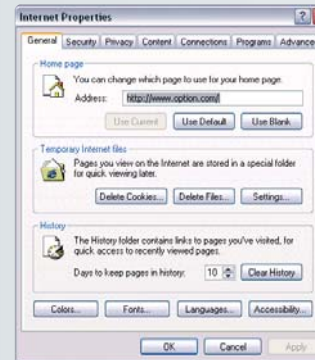 Internet Properties
General Security Privacy Content Connections Programs Advance
Home page
You can change which page to use for your home page.
Address: http://www.option.com/
Use Current Use Default Use Blank
Temporary Internet files
Pages you view on the Internet are stored in a special folder
for quick viewing later.
Delete Cookies... Delete Files... Settings...
History
The History folder contains links to pages you've visited, for
quick access to recently viewed pages.
Days to keep pages in history: 10 Clear History
Colors... Fonts... Languages... Accessibility...
OK Cancel Apply